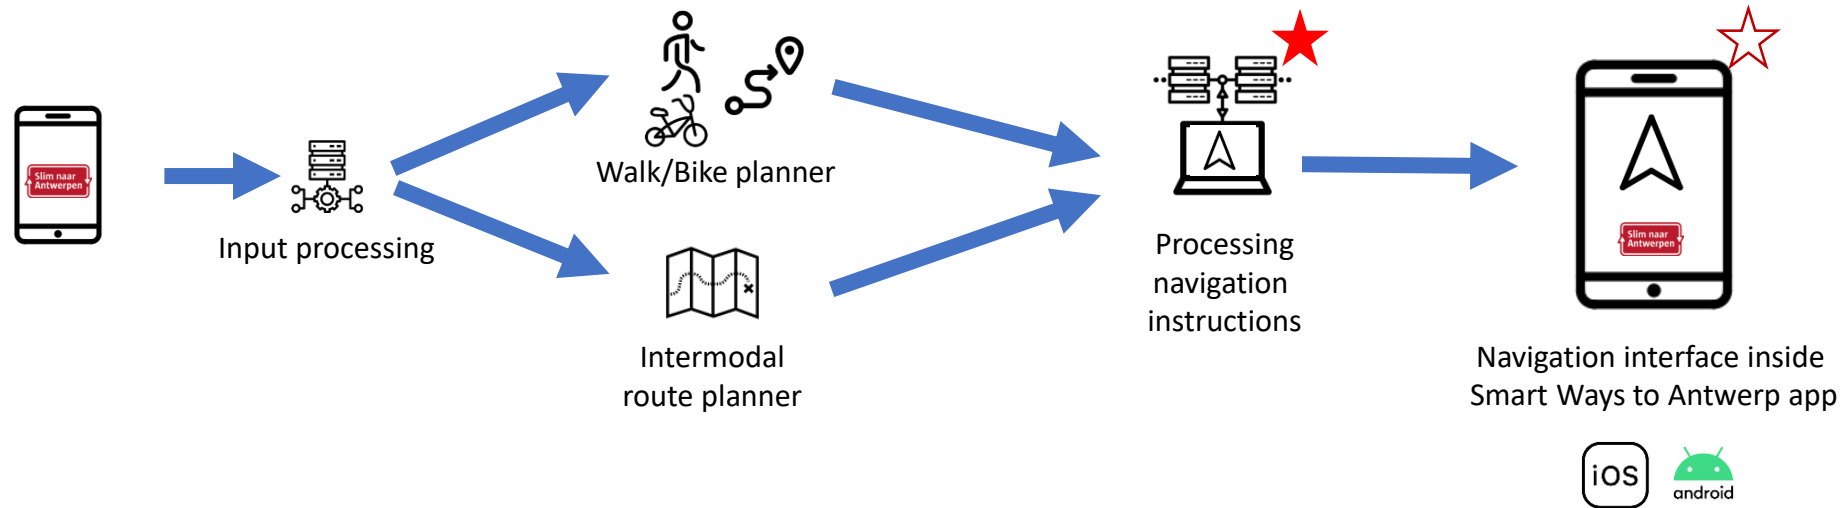 Slim naar
Antwerpen
Input processing
Walk/Bike planner
Intermodal
route planner
Processing
navigation
instructions
Slim naar
Antwerpen
Navigation interface inside
Smart Ways to Antwerp app
iOS
android